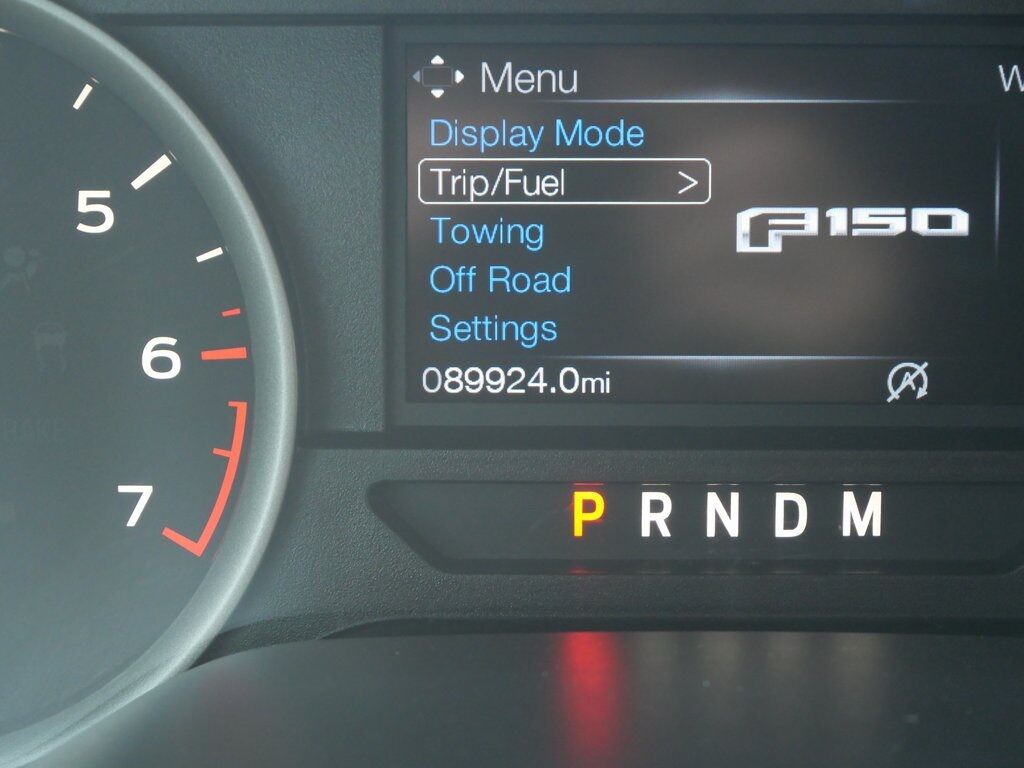 Menu
W
Display Mode
Trip/Fuel >
Towing
F150
Off Road
Settings
089924.0mi
A
5
6
7
P R N D M